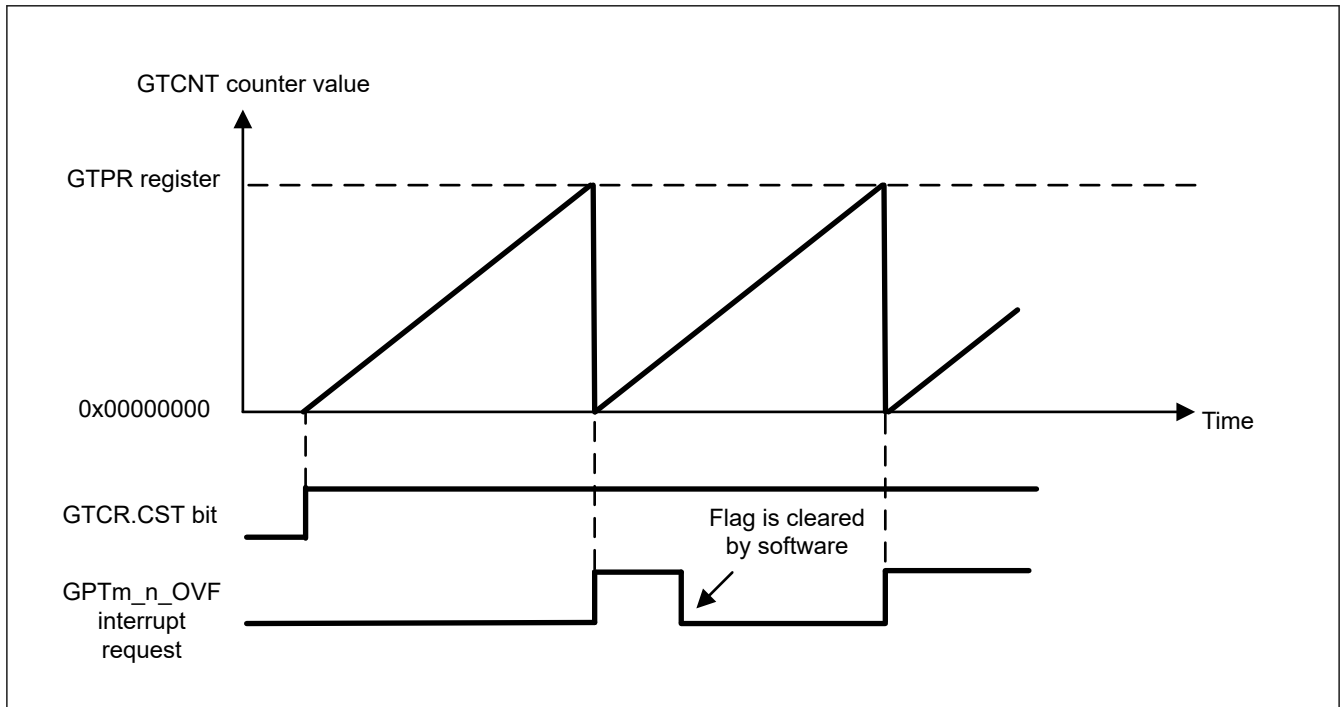 GTCNT counter value
GTPR register
0x00000000
Time
GTCR.CST bit
Flag is cleared
by software
GPTm_n_OVF
interrupt
request